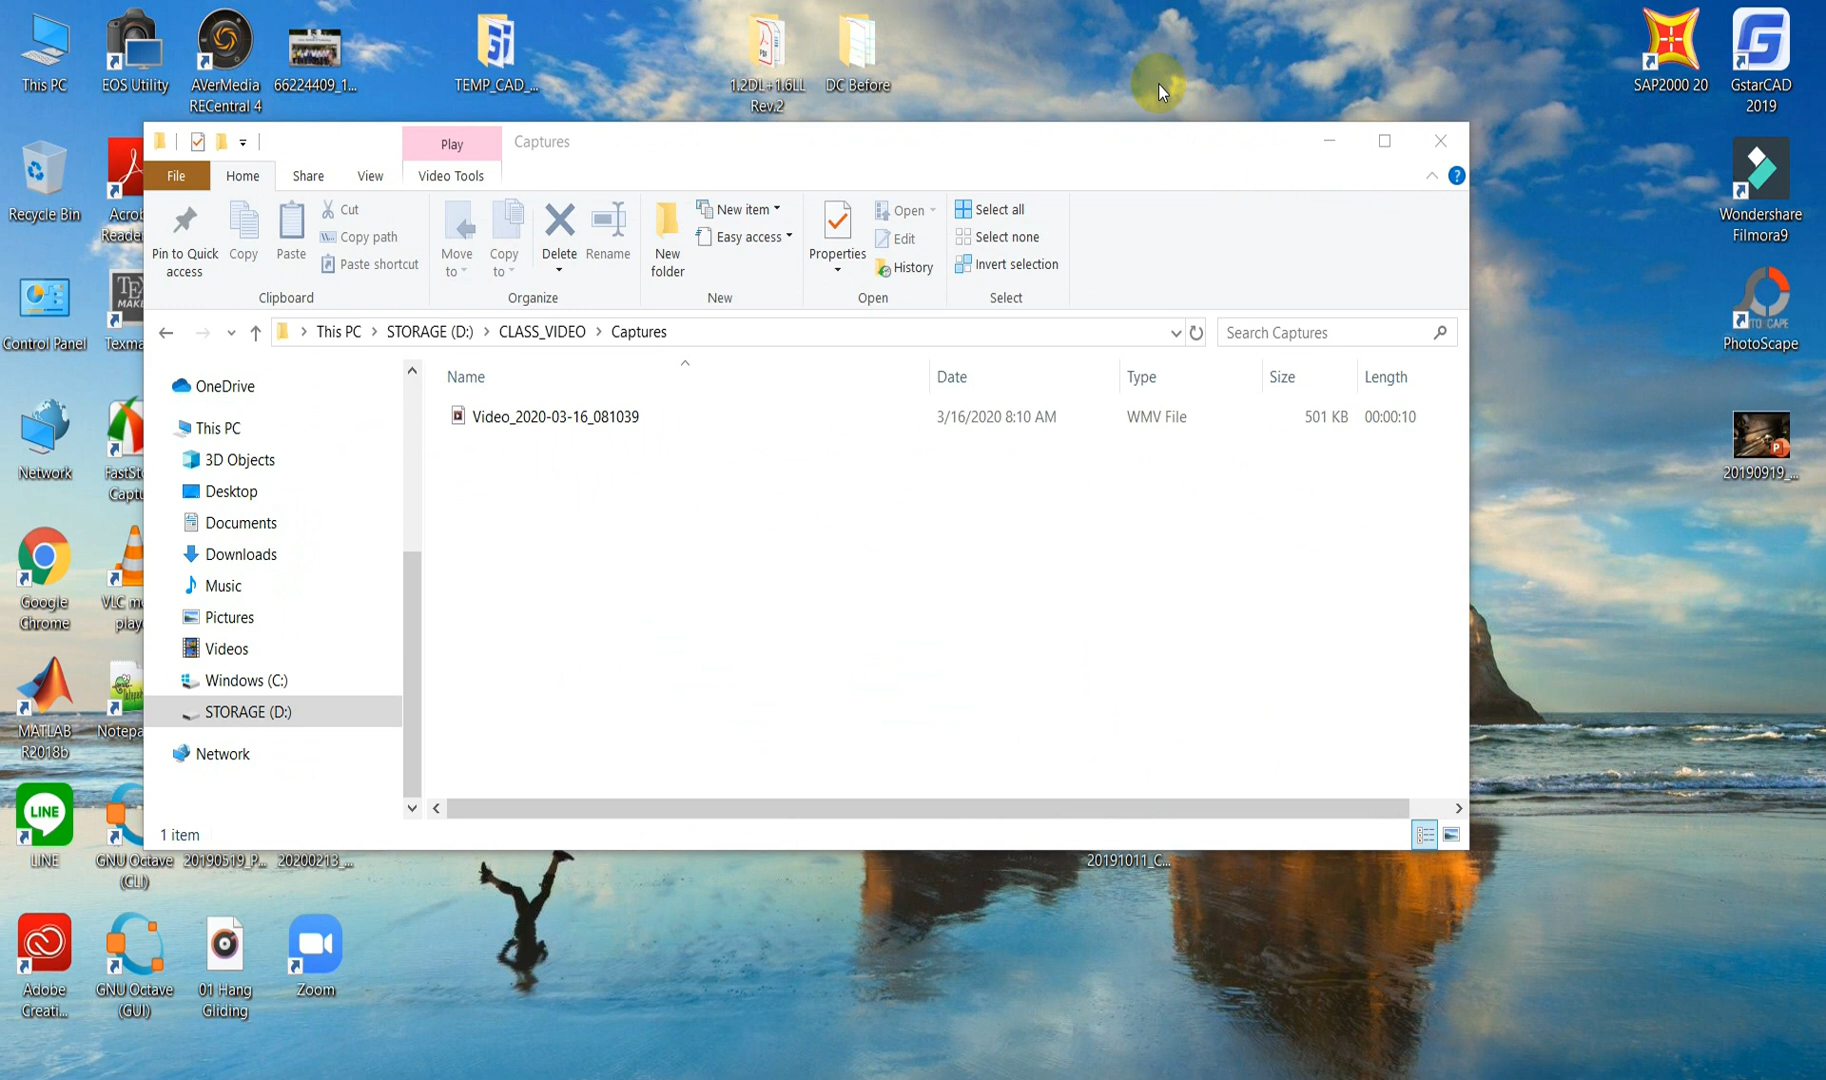 This PC
EOS Utility
AVerMedia
RECentral 4
66224409_1...
TEMP_CAD_...
1.2DL+1.6LL
Rev.2
DC Before
SAP2000 20
GstarCAD
2019
Recycle Bin
Control Panel
Network
Google
Chrome
MATLAB
R2018b
LINE
LINE
GNU Octave
(CLI)
20190519_P...
20200213_...
20191011_C...
Adobe
Creati...
GNU Octave
(GUI)
01 Hang
Gliding
Zoom
Wondershare
Filmora9
PhotoScape
20190919_...
Play
Captures
File
Home
Share
View
Video Tools
Pin to Quick
access
Copy
Paste
Cut
Copy path
Paste shortcut
Clipboard
Move
to
Copy
to
Delete
Rename
Organize
New
folder
New item
Easy access
New
Properties
Open
Edit
History
Open
Select all
Select none
Invert selection
Select
This PC > STORAGE (D:) > CLASS_VIDEO > Captures
Search Captures
OneDrive
This PC
3D Objects
Desktop
Documents
Downloads
Music
Pictures
Videos
Windows (C:)
STORAGE (D:)
Network
Name Date Type Size Length
Video_2020-03-16_081039 3/16/2020 8:10 AM WMV File 501 KB 00:00:10
1 item